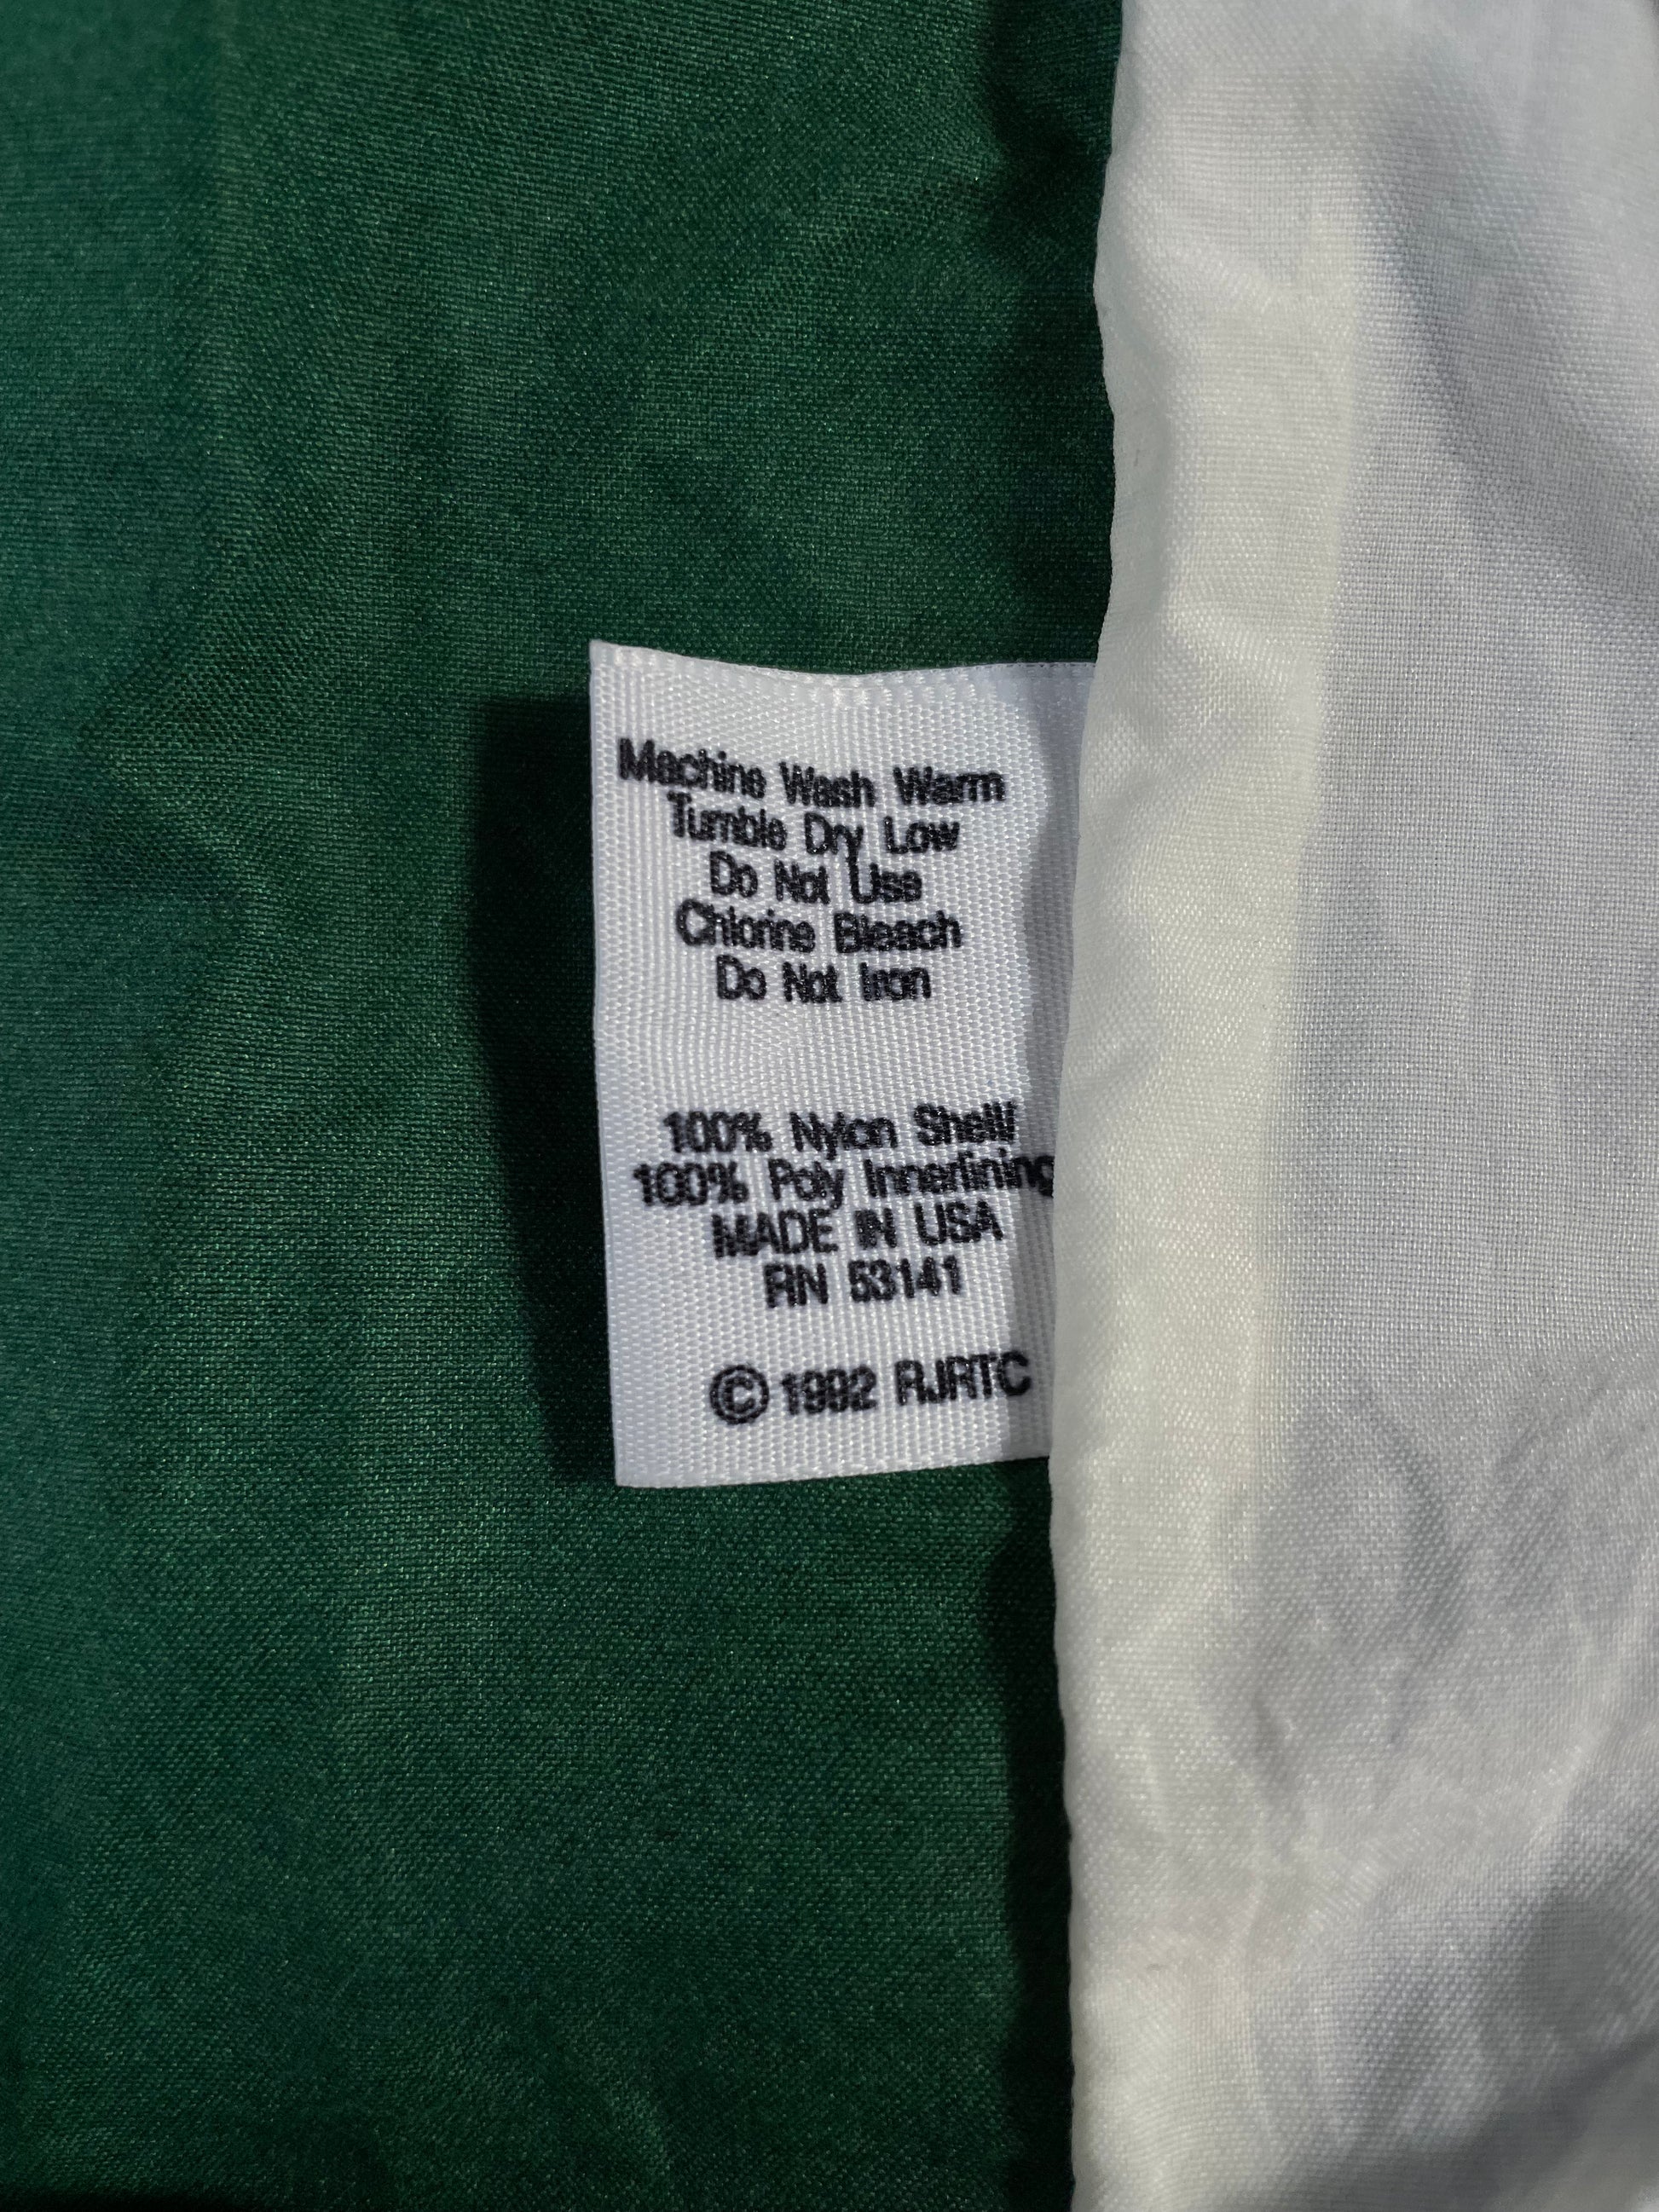 Machine Wash Warm
Tumble Dry Low
Do Not Use
Chlorine Bleach
Do Not Iron
100% Nylon Shell/
100% Poly Innerlining
MADE IN USA
RN 53141
© 1992 RJRTC